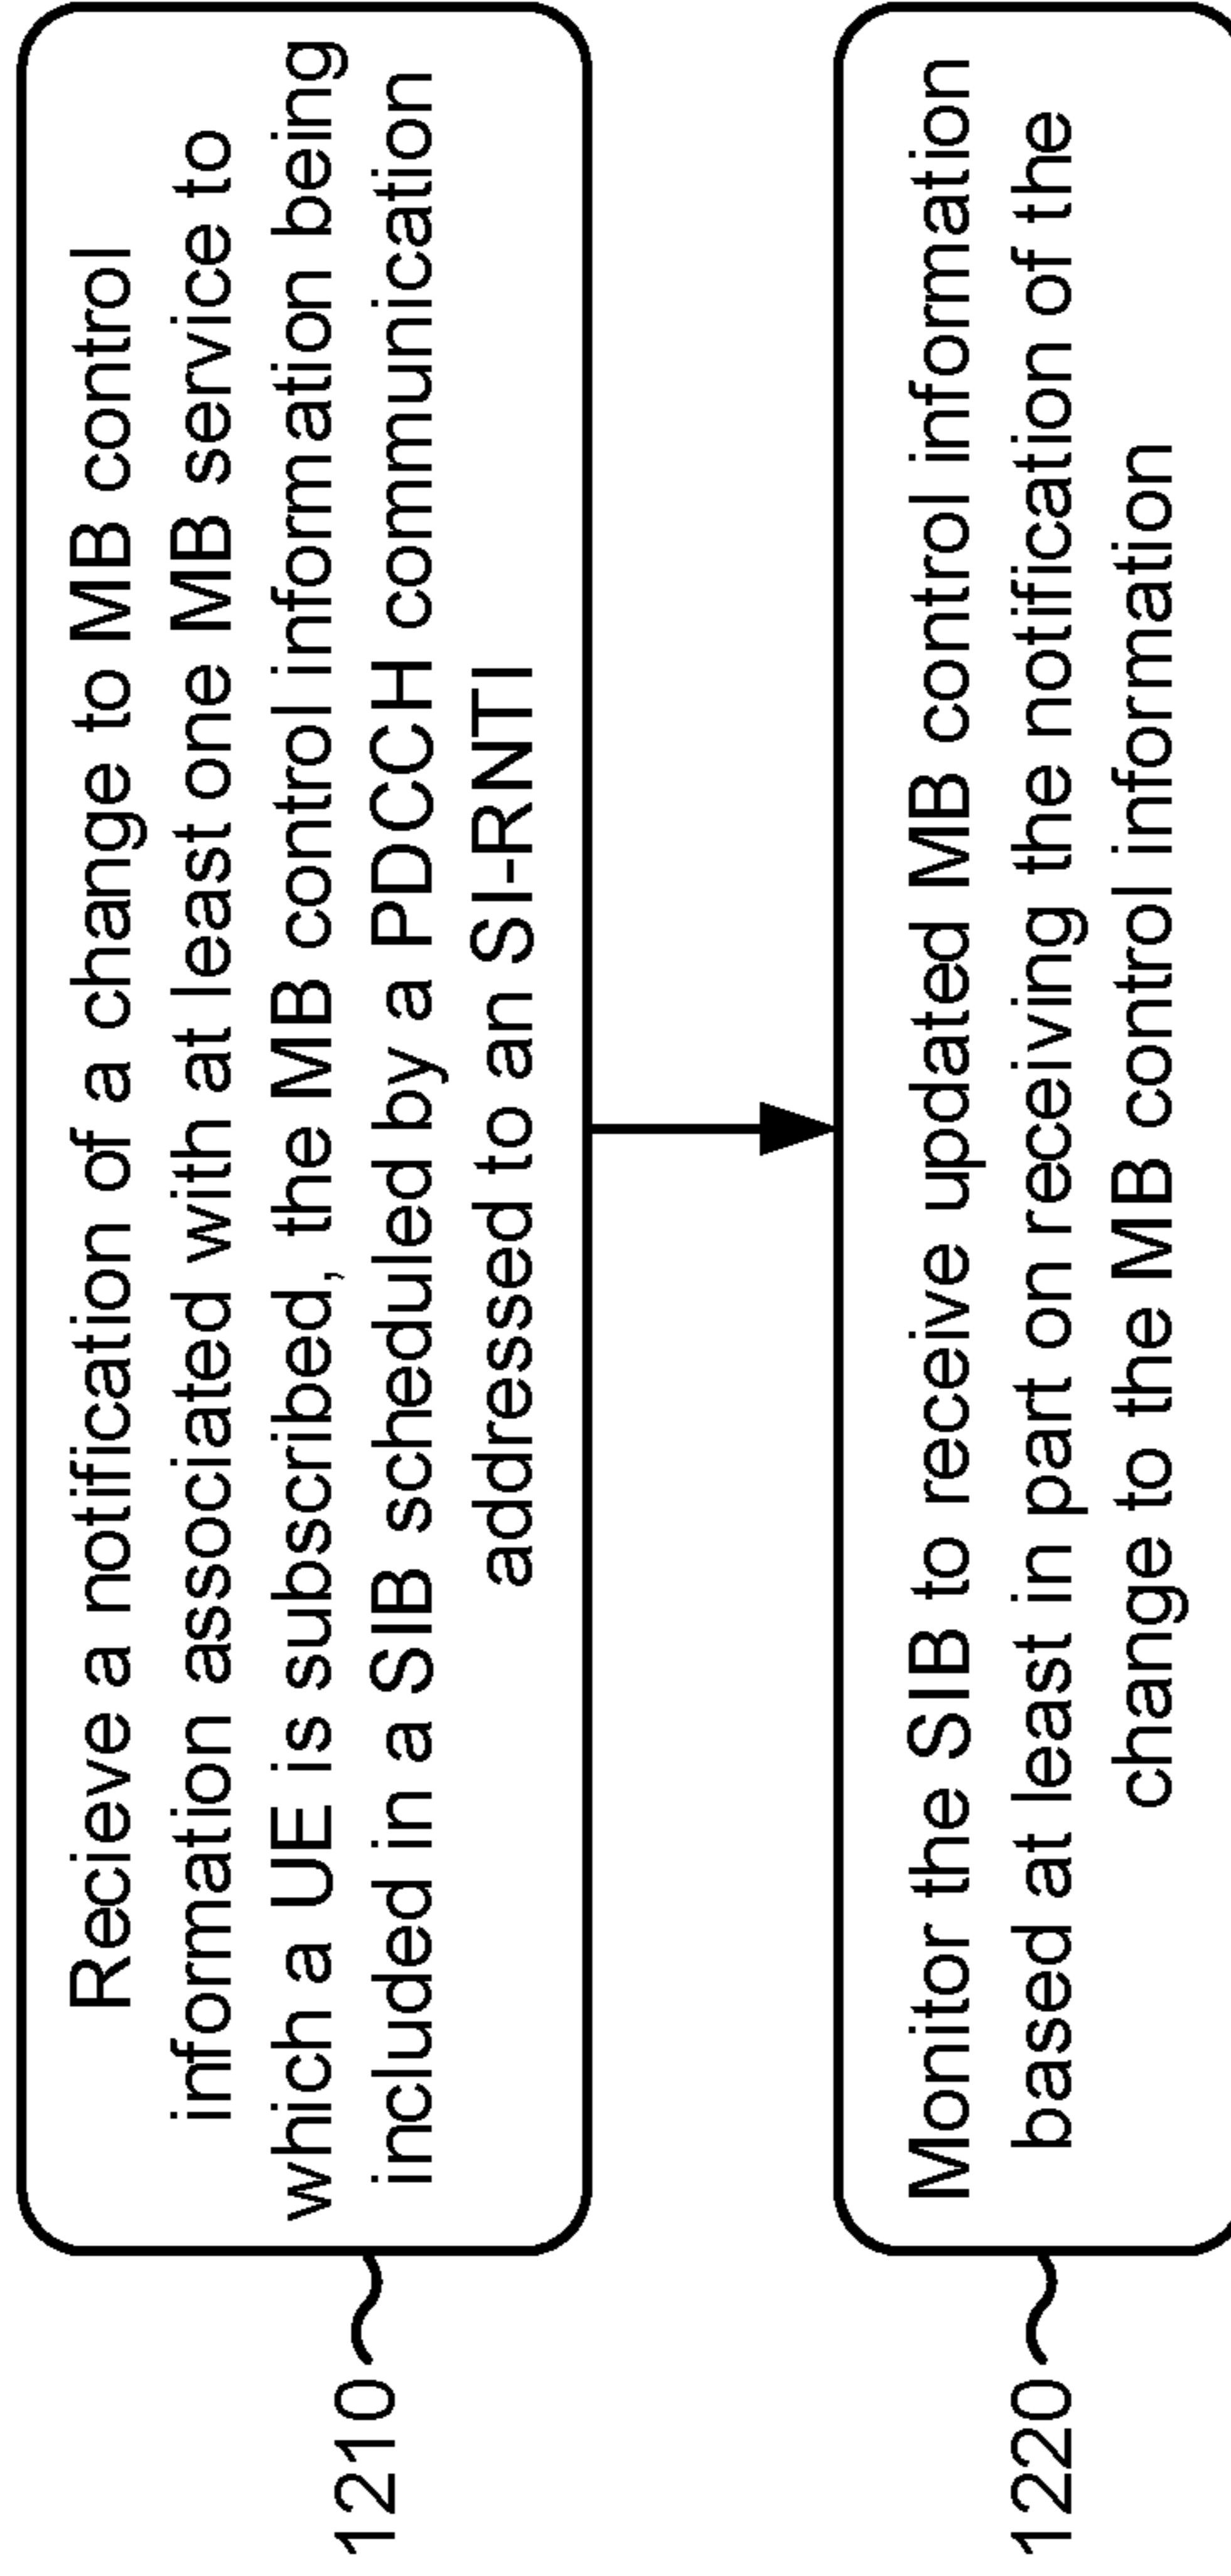 1210
Recieve a notification of a change to MB control
information associated with at least one MB service to
which a UE is subscribed, the MB control information being
included in a SIB scheduled by a PDCCH communication
addressed to an SI-RNTI
1220
Monitor the SIB to receive updated MB control information
based at least in part on receiving the notification of the
change to the MB control information